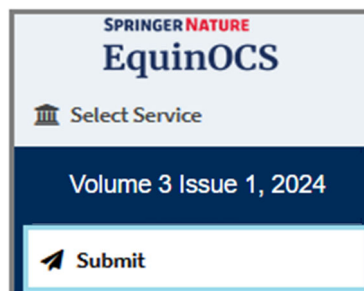 SPRINGER NATURE
EquinOCS
Select Service
Volume 3 Issue 1, 2024
Submit